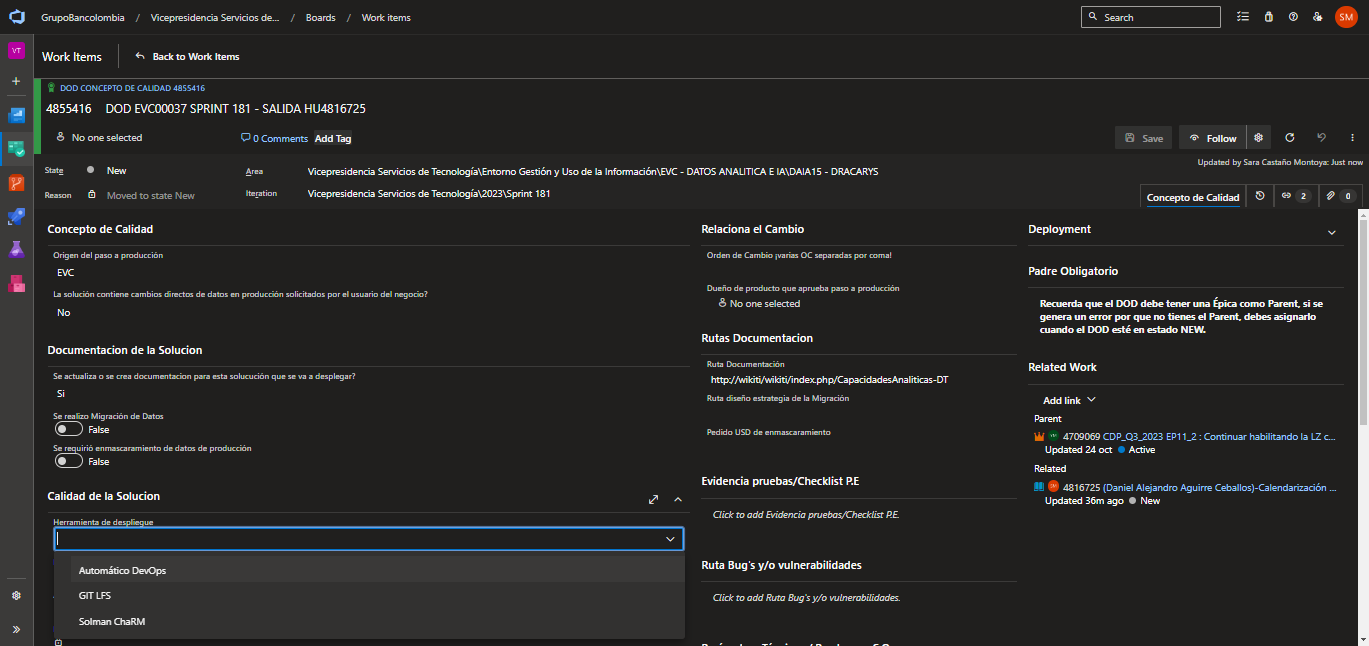 GrupoBancolombia / Vicepresidencia Servicios de... / Boards / Work items
Search
SM
VT
Work Items
Back to Work Items
DOD CONCEPTO DE CALIDAD 4855416
4855416 DOD EVC00037 SPRINT 181 - SALIDA HU4816725
No one selected
0 Comments
Add Tag
Save
Follow
Updated by Sara Castaño Montoya: Just now
State New
Area Vicepresidencia Servicios de Tecnología\Entorno Gestión y Uso de la Información\EVC - DATOS ANALITICA E IA\DAIA15 - DRACARYS
Reason Moved to state New
Iteration Vicepresidencia Servicios de Tecnología\2023\Sprint 181
Concepto de Calidad
2
0
Concepto de Calidad
Origen del paso a producción
EVC
La solución contiene cambios directos de datos en producción solicitados por el usuario del negocio?
No
Documentacion de la Solucion
Se actualiza o se crea documentacion para esta solucución que se va a desplegar?
Si
Se realizo Migración de Datos
False
Se requirió enmascaramiento de datos de producción
False
Calidad de la Solucion
Herramienta de despliegue
Automático DevOps
GIT LFS
Solman ChaRM
Relaciona el Cambio
Orden de Cambio ¡varias OC separadas por coma!
Dueño de producto que aprueba paso a producción
No one selected
Rutas Documentacion
Ruta Documentación
http://wikiti/wikiti/index.php/CapacidadesAnaliticas-DT
Ruta diseño estrategia de la Migración
Pedido USD de enmascaramiento
Evidencia pruebas/Checklist P.E
Click to add Evidencia pruebas/Checklist P.E.
Ruta Bug's y/o vulnerabilidades
Click to add Ruta Bug's y/o vulnerabilidades.
Deployment
Padre Obligatorio
Recuerda que el DOD debe tener una Épica como Parent, si se
genera un error por que no tienes el Parent, debes asignarlo
cuando el DOD esté en estado NEW.
Related Work
Add link
Parent
4709069 CDP_Q3_2023 EP11_2 : Continuar habilitando la LZ c...
Updated 24 oct Active
Related
4816725 (Daniel Alejandro Aguirre Ceballos)-Calendarización ...
Updated 36m ago New